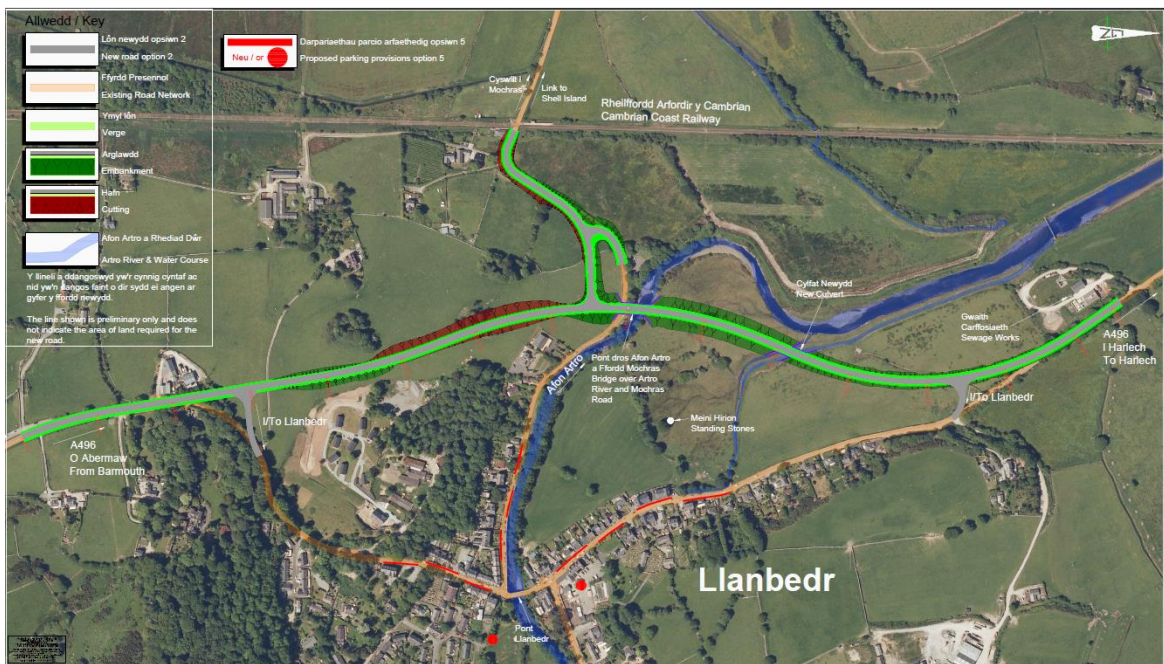 Allwedd / Key
Lôn newydd opsiwn 2
New road option 2
Ffyrdd Presennol
Existing Road Network
Ymyl lôn
Verge
Arglawdd
Embankment
Hafn
Cutting
Afon Artro a Rhediad Dŵr
Artro River & Water Course
Y llineli a ddangoswyd yw'r cynnig cyntaf ac
nid yw'n dangos faint o dir sydd ei angen ar
gyfer y ffordd newydd.
The line shown is preliminary only and does
not indicate the area of land required for the
new road.
Darpariaethau parcio arfaethedig opsiwn 5
Neu / or
Proposed parking provisions option 5
Cyswllt i
Mochras
Link to
Shell Island
Rheilffordd Arfordir y Cambrian
Cambrian Coast Railway
Cylfat Newydd
New Culvert
Gwaith
Carffosiaeth
Sewage Works
A496
I Harlech
To Harlech
I/To Llanbedr
Afon Artro
Pont dros Afon Artro
a Ffordd Mochras
Bridge over Artro
River and Mochras
Road
Meini Hirion
Standing Stones
I/To Llanbedr
A496
O Abermaw
From Barmouth
Llanbedr
Pont
Llanbedr